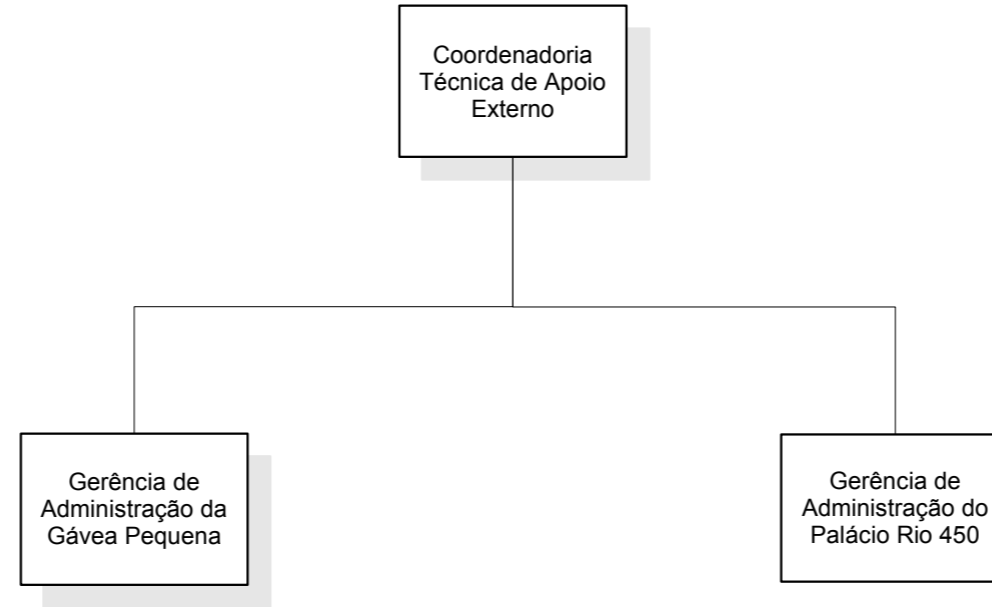 Coordenadoria
Técnica de Apoio
Externo
Gerência de
Administração da
Gávea Pequena
Gerência de
Administração do
Palácio Rio 450